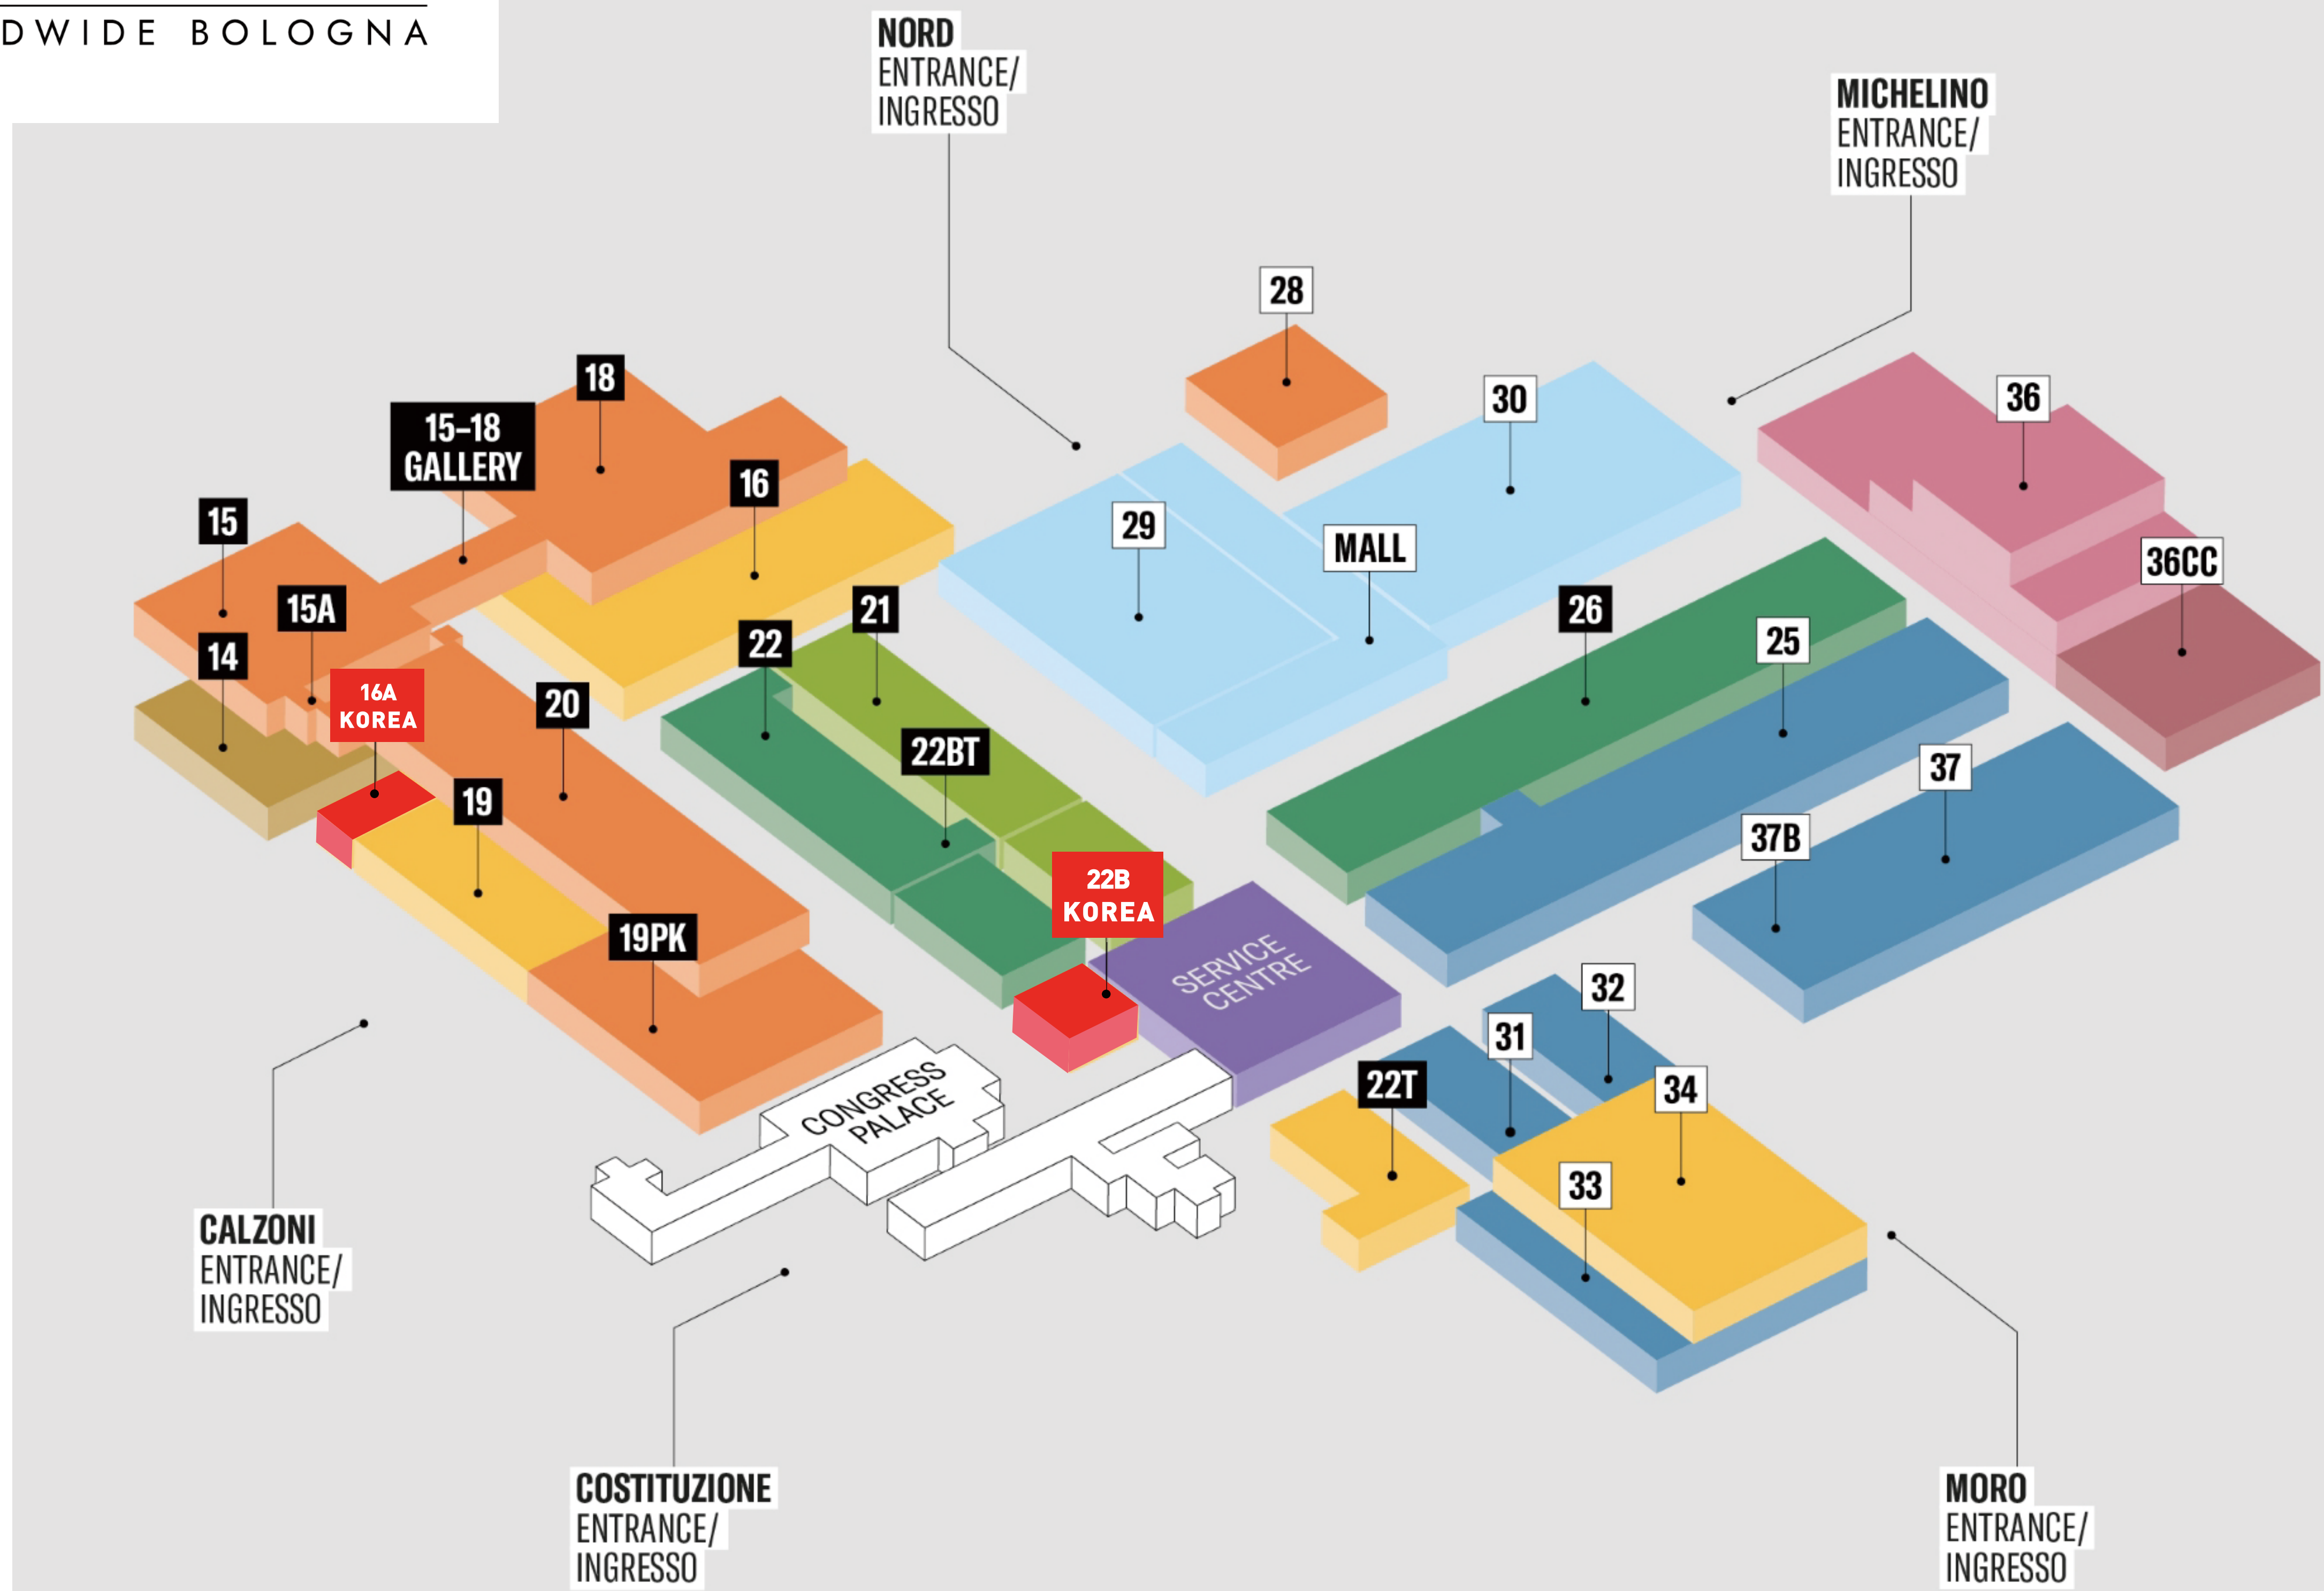 DWIDE BOLOGNA
NORD
ENTRANCE/
INGRESSO
MICHELINO
ENTRANCE/
INGRESSO
28
18
30
36
15–18
GALLERY
16
15
29
MALL
36CC
15A
21
26
14
22
25
16A
KOREA
20
22BT
37
19
37B
22B
KOREA
19PK
SERVICE
CENTRE
32
31
CONGRESS
PALACE
22T
34
33
CALZONI
ENTRANCE/
INGRESSO
COSTITUZIONE
ENTRANCE/
INGRESSO
MORO
ENTRANCE/
INGRESSO